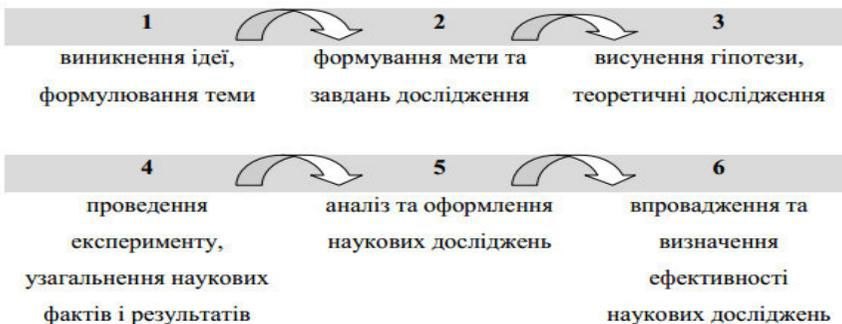 1 2 3
виникнення ідеї, формування мети та висунення гіпотези,
формулювання теми завдань дослідження теоретичні дослідження
4 5 6
проведення аналіз та оформлення впровадження та
експерименту, наукових досліджень визначення
узагальнення наукових ефективності
фактів і результатів наукових досліджень